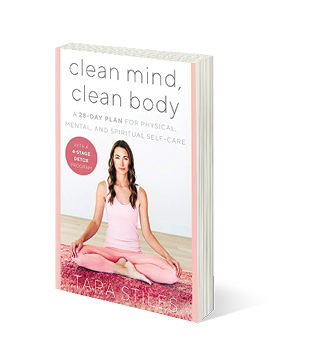 clean mind,
clean body
A 28-DAY PLAN FOR PHYSICAL,
MENTAL, AND SPIRITUAL SELF-CARE
WITH A
4-STAGE
DETOX
PROGRAM
TARA STILES